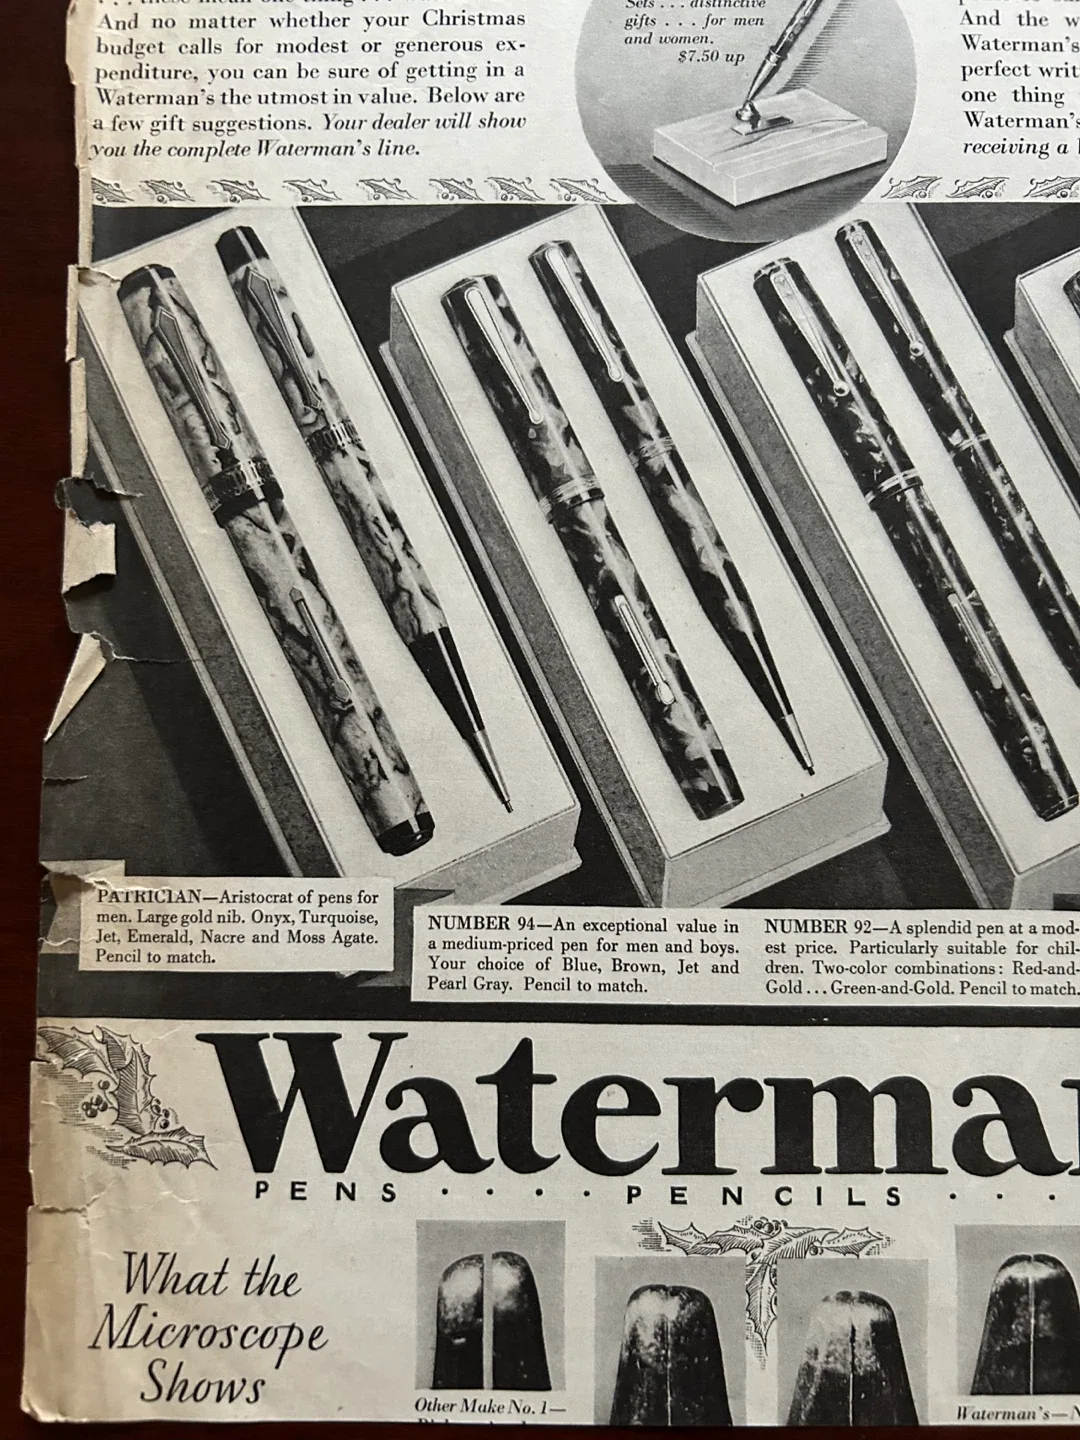 And no matter whether your Christmas
budget calls for modest or generous ex-
penditure, you can be sure of getting in a
Waterman's the utmost in value. Below are
a few gift suggestions. Your dealer will show
you the complete Waterman's line.
Sets . . . distinctive
gifts . . . for men
and women.
$7.50 up
And the
Waterman's
perfect
one thing
Waterman's
receiving a
PATRICIAN—Aristocrat of pens for
men. Large gold nib. Onyx, Turquoise,
Jet, Emerald, Nacre and Moss Agate.
Pencil to match.
NUMBER 94—An exceptional value in
a medium-priced pen for men and boys.
Your choice of Blue, Brown, Jet and
Pearl Gray. Pencil to match.
NUMBER 92—A splendid pen at a mod-
est price. Particularly suitable for chil-
dren. Two-color combinations: Red-and-
Gold . . . Green-and-Gold. Pencil to match.
Waterma
PENS · · · · PENCILS · · ·
What the
Microscope
Shows
Other Make No. 1—
Waterman's—